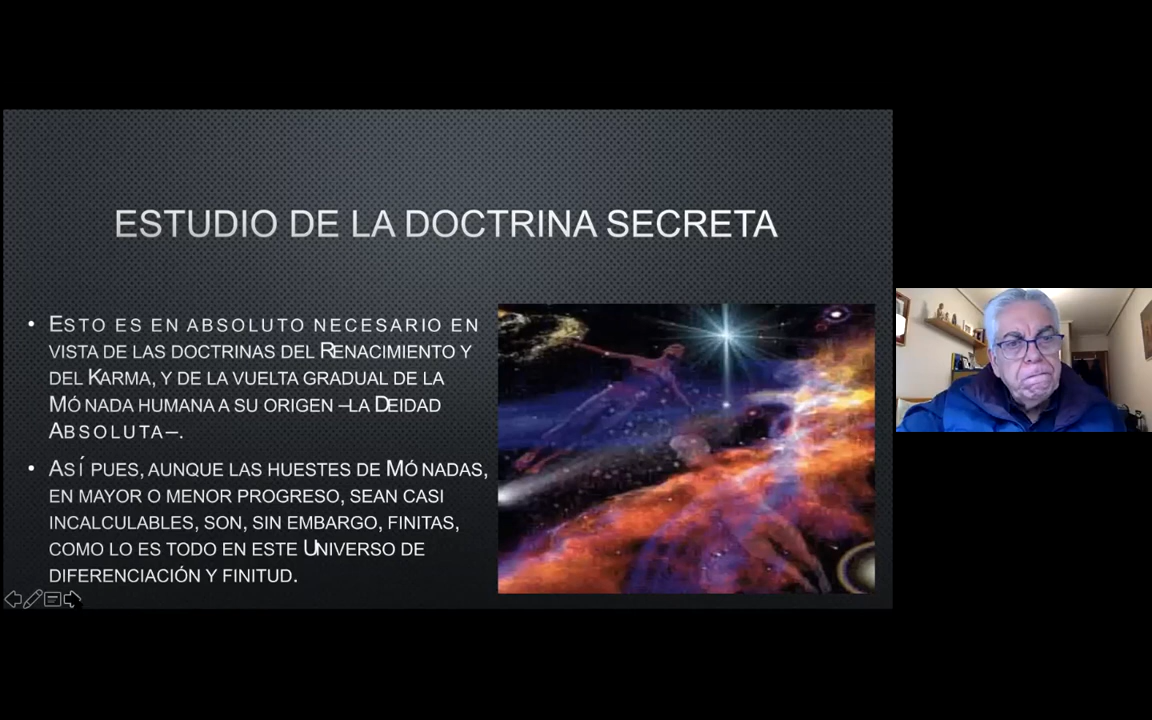 ESTUDIO DE LA DOCTRINA SECRETA
• ESTO ES EN ABSOLUTO NECESARIO EN
VISTA DE LAS DOCTRINAS DEL RENACIMIENTO Y
DEL KARMA, Y DE LA VUELTA GRADUAL DE LA
MÓNADA HUMANA A SU ORIGEN –LA DEIDAD
ABSOLUTA–.
• ASÍ PUES, AUNQUE LAS HUESTES DE MÓNADAS,
EN MAYOR O MENOR PROGRESO, SEAN CASI
INCALCULABLES, SON, SIN EMBARGO, FINITAS,
COMO LO ES TODO EN ESTE UNIVERSO DE
DIFERENCIACIÓN Y FINITUD.